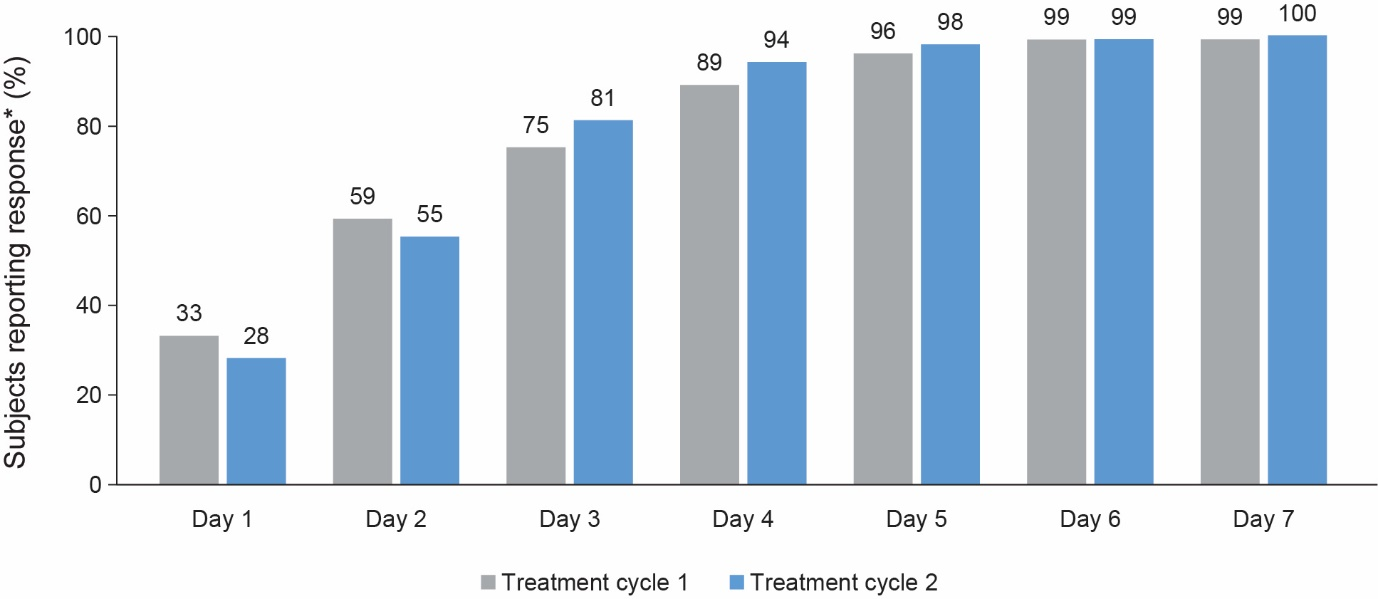 Subjects reporting response* (%)
100
80
60
40
20
0
33
28
59
55
75
81
89
94
96
98
99
99
99
100
Day 1
Day 2
Day 3
Day 4
Day 5
Day 6
Day 7
Treatment cycle 1
Treatment cycle 2